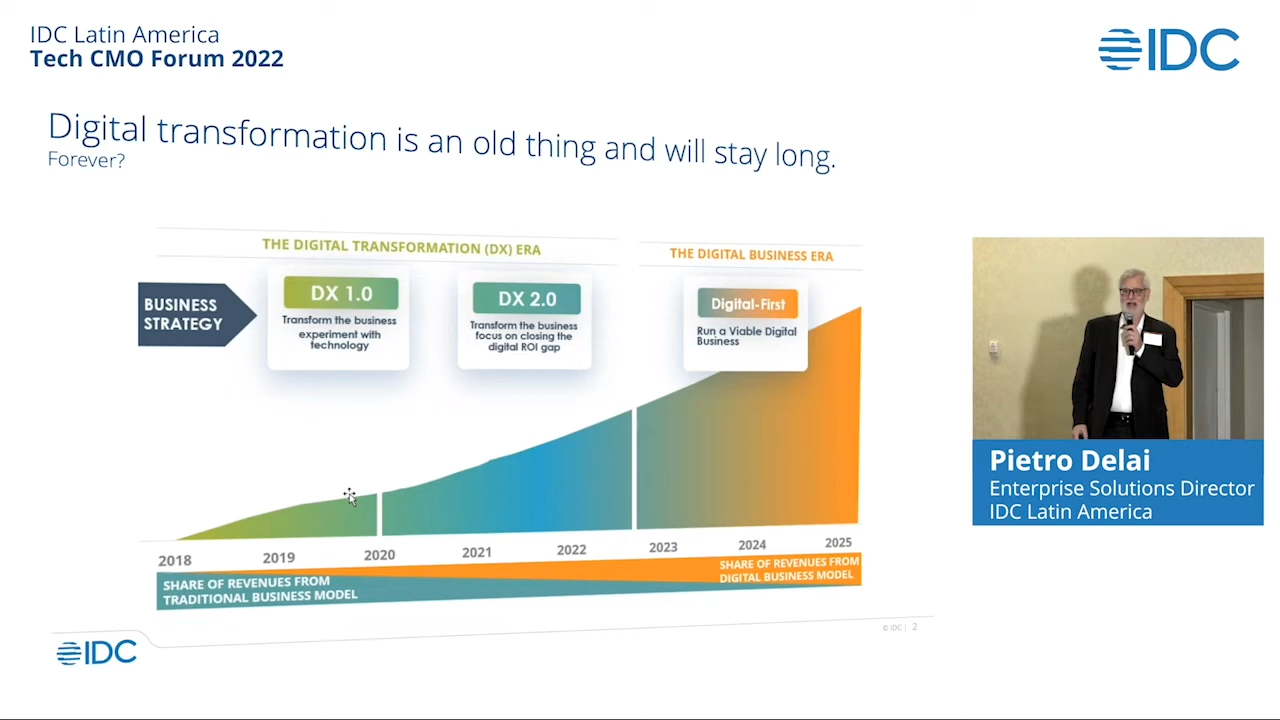 IDC Latin America
Tech CMO Forum 2022
IDC
Digital transformation is an old thing and will stay long.
Forever?
THE DIGITAL TRANSFORMATION (DX) ERA
THE DIGITAL BUSINESS ERA
BUSINESS
STRATEGY
DX 1.0
Transform the business
experiment with
technology
DX 2.0
Transform the business
focus on closing the
digital ROI gap
Digital-First
Run a Viable Digital
Business
2018
2019
2020
2021
2022
2023
2024
2025
SHARE OF REVENUES FROM
TRADITIONAL BUSINESS MODEL
SHARE OF REVENUES FROM
DIGITAL BUSINESS MODEL
© IDC | 2
IDC
Pietro Delai
Enterprise Solutions Director
IDC Latin America